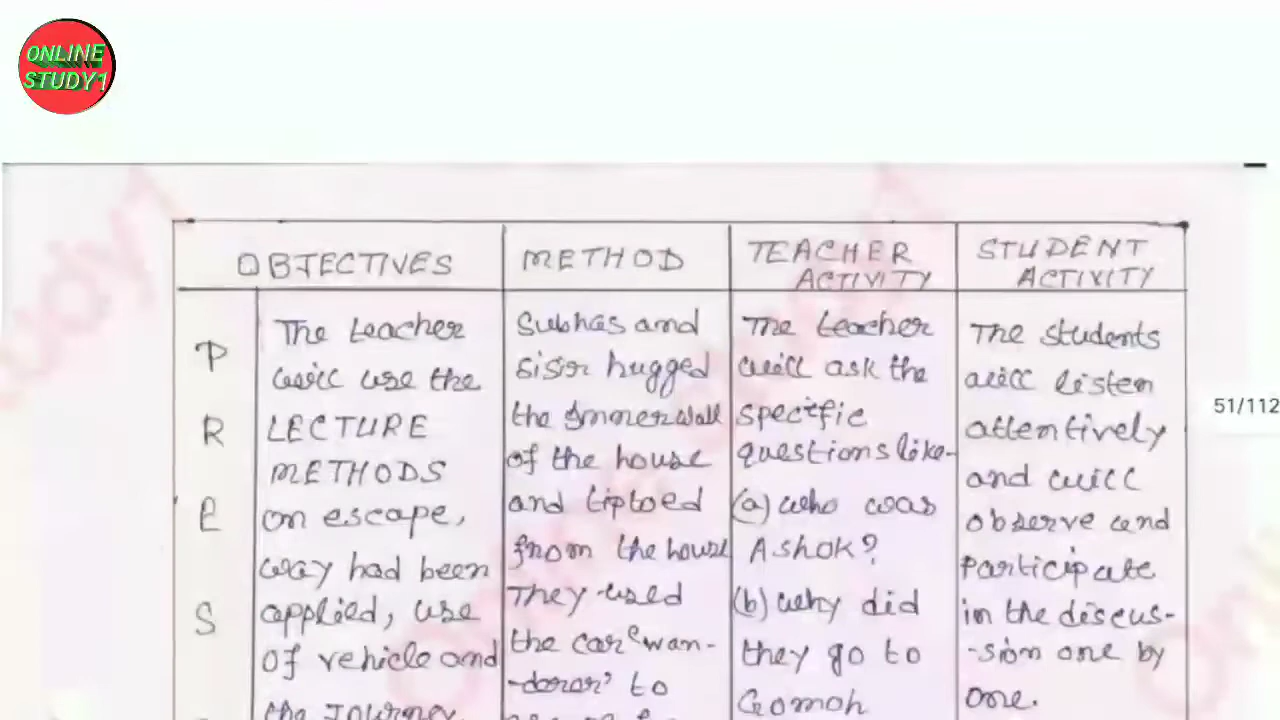 ONLINE
STUDY1
51/112
OBJECTIVES
METHOD
TEACHER
ACTIVITY
STUDENT
ACTIVITY
P
R
E
S
The teacher
will use the
LECTURE
METHODS
on escape,
way had been
applied, use
of vehicle and
the Journey
Subhas and
Sisir hugged
the Inner wall
of the house
and tiptoed
from the house
They used
the car 'wan-
-derar' to
The teacher
will ask the
specific
questions like-
(a) who was
Ashok?
(b) why did
they go to
Gomoh
The students
will listen
attentively
and will
observe and
participate
in the discus-
-sion one by
one.